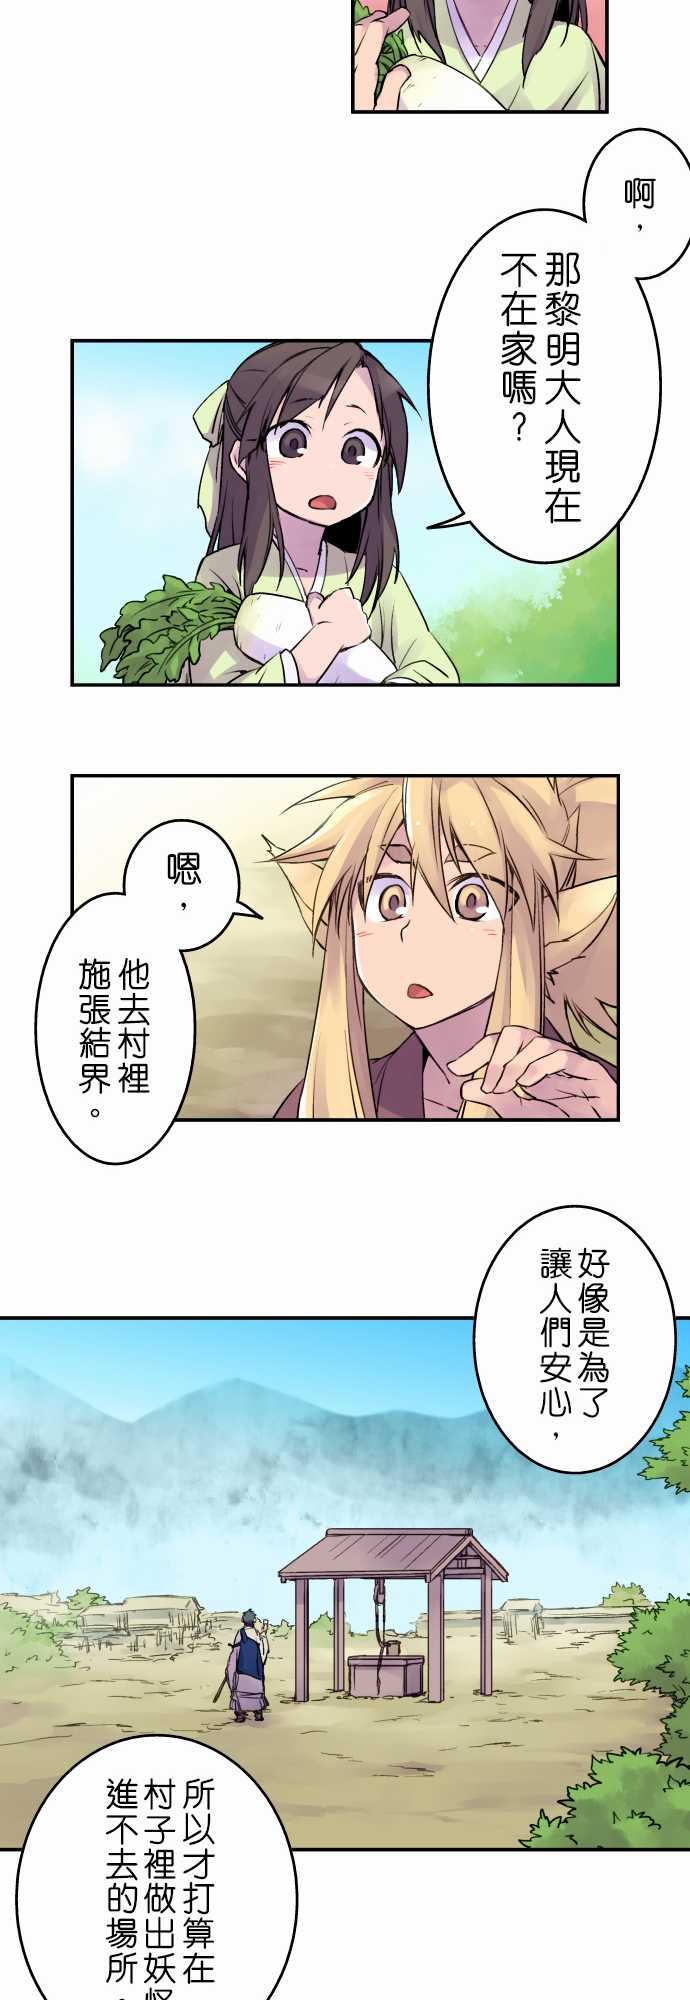 啊，
那黎明大人現在
不在家嗎？
嗯，
他去村裡
施張結界。
好像是為了
讓人們安心，
所以才打算在
村子裡做出妖怪
進不去的場所。